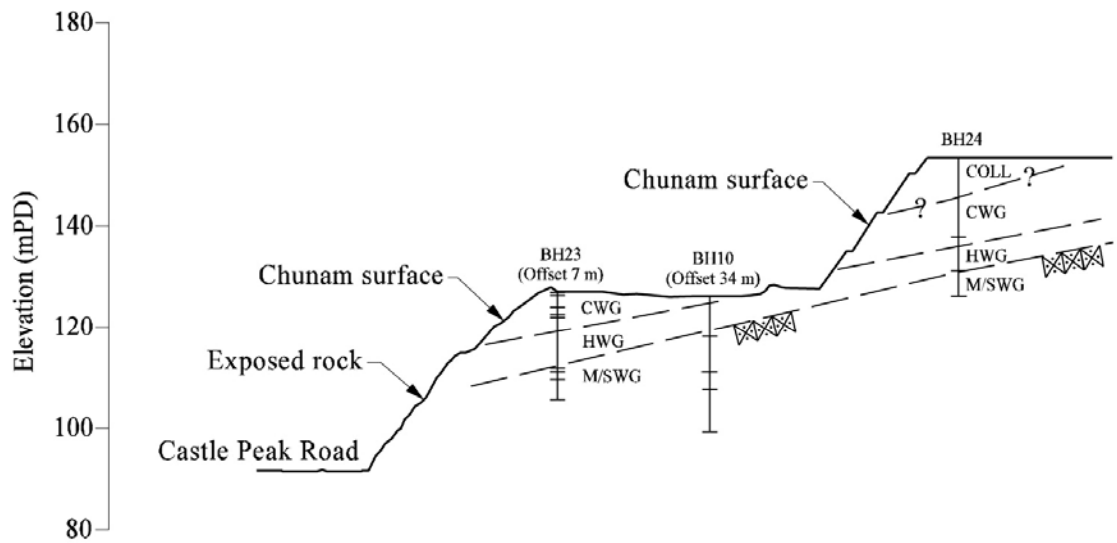 180
160
140
120
100
80
Elevation (mPD)
BH24
COLL
?
?
CWG
HWG
M/SWG
Chunam surface
BH23
(Offset 7 m)
BH10
(Offset 34 m)
Chunam surface
CWG
HWG
M/SWG
Exposed rock
Castle Peak Road